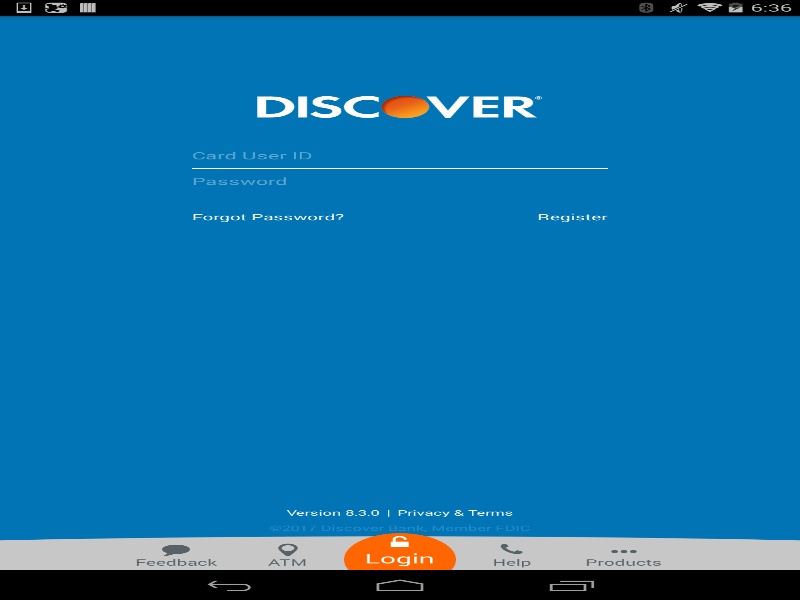 6:36
DISCOVER®
Card User ID
Password
Forgot Password? Register
Version 8.3.0 | Privacy & Terms
©2017 Discover Bank, Member FDIC
Feedback ATM Login Help Products